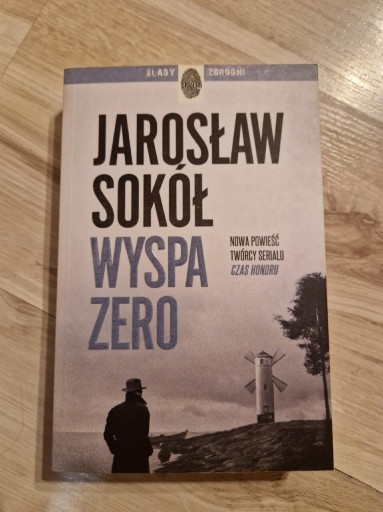 ŚLADY ZBRODNI
JAROSŁAW
SOKÓŁ
WYSPA
ZERO
NOWA POWIEŚĆ
TWÓRCY SERIALU
CZAS HONORU